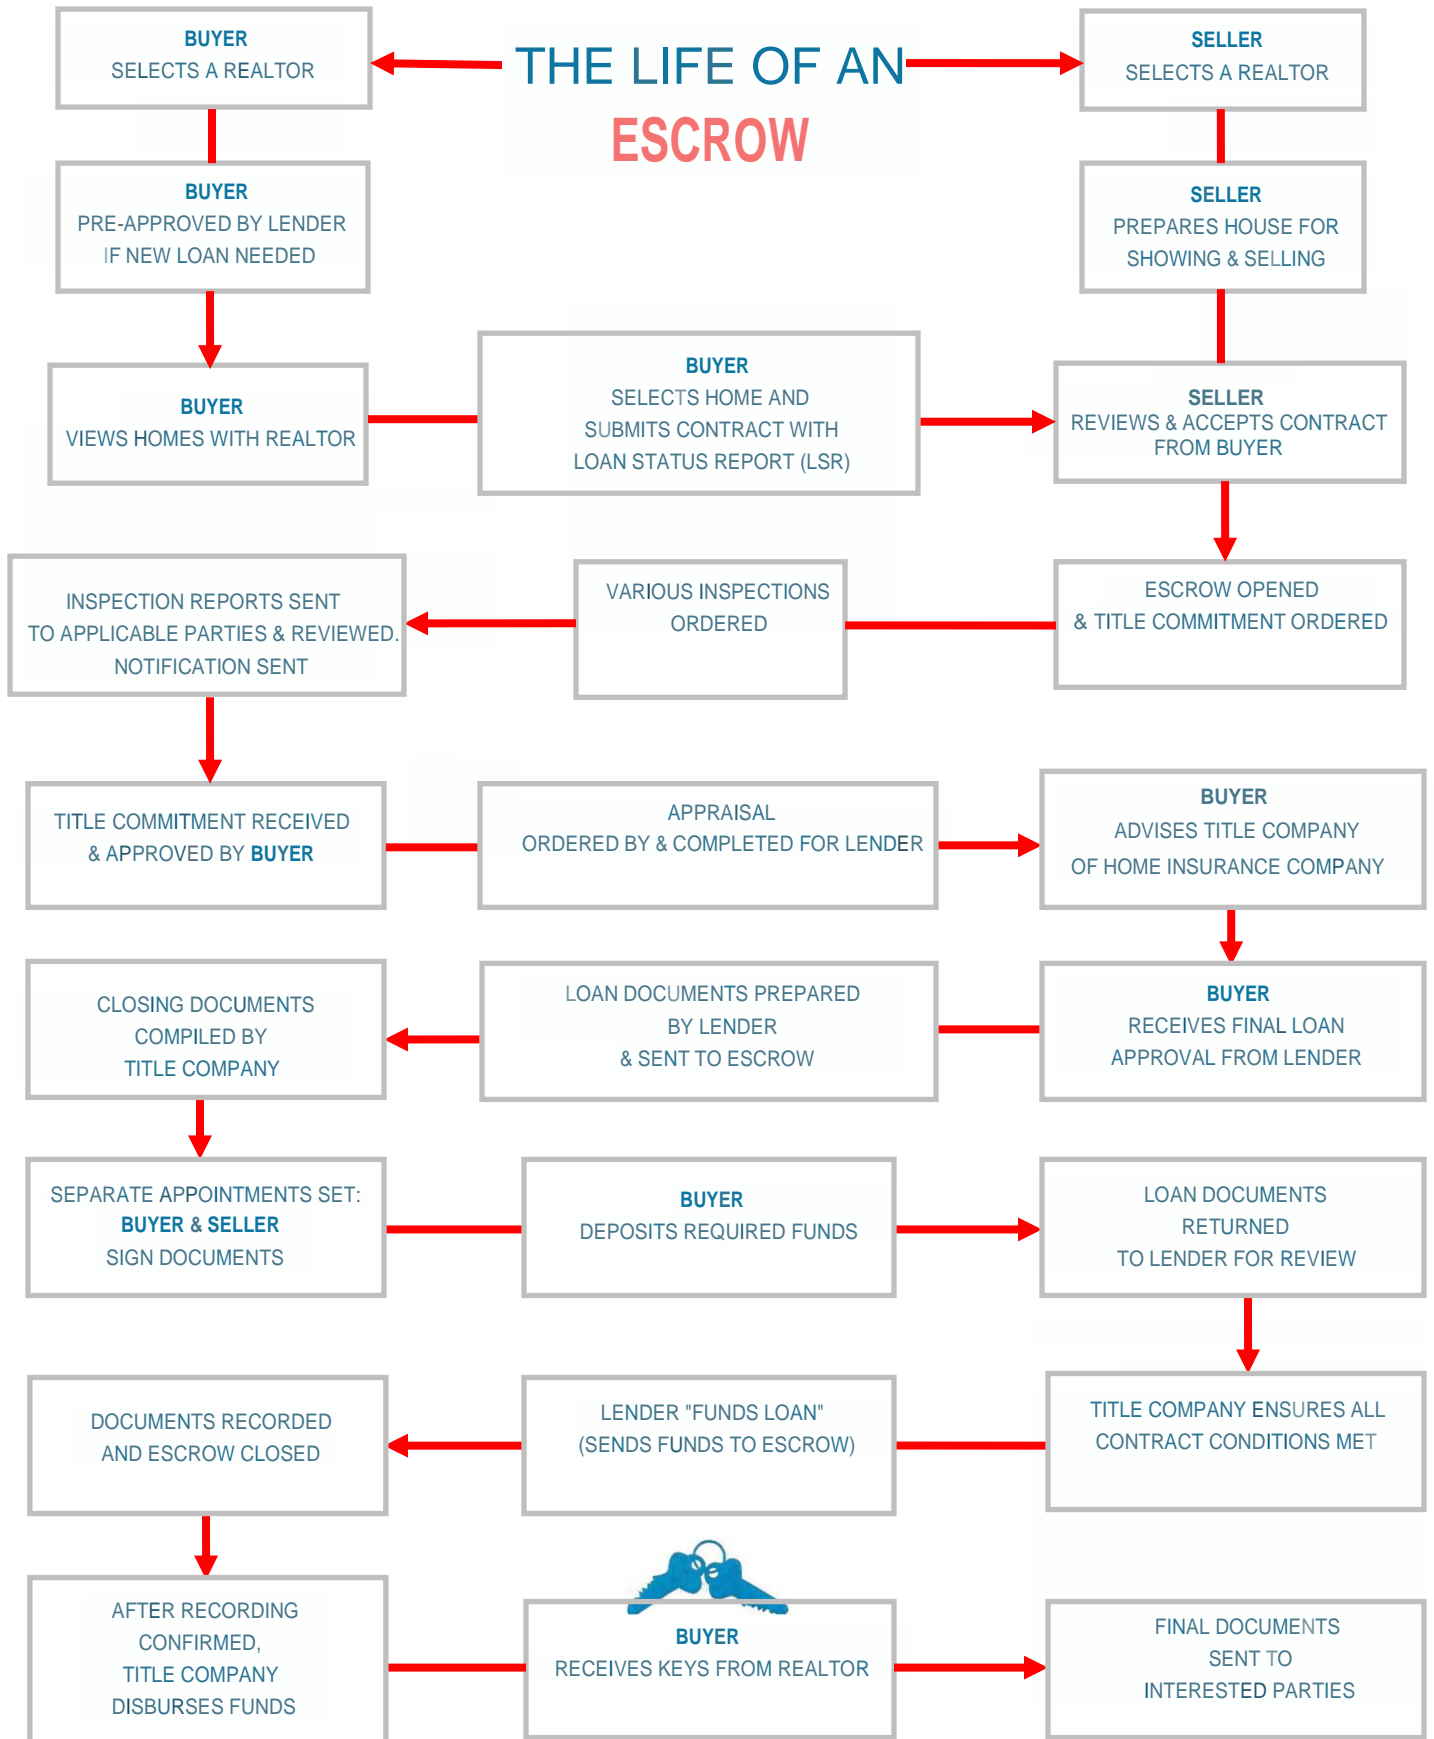 THE LIFE OF AN
ESCROW
BUYER
SELECTS A REALTOR
SELLER
SELECTS A REALTOR
BUYER
PRE-APPROVED BY LENDER
IF NEW LOAN NEEDED
SELLER
PREPARES HOUSE FOR
SHOWING & SELLING
BUYER
VIEWS HOMES WITH REALTOR
BUYER
SELECTS HOME AND
SUBMITS CONTRACT WITH
LOAN STATUS REPORT (LSR)
SELLER
REVIEWS & ACCEPTS CONTRACT
FROM BUYER
ESCROW OPENED
& TITLE COMMITMENT ORDERED
VARIOUS INSPECTIONS
ORDERED
INSPECTION REPORTS SENT
TO APPLICABLE PARTIES & REVIEWED.
NOTIFICATION SENT
TITLE COMMITMENT RECEIVED
& APPROVED BY BUYER
APPRAISAL
ORDERED BY & COMPLETED FOR LENDER
BUYER
ADVISES TITLE COMPANY
OF HOME INSURANCE COMPANY
BUYER
RECEIVES FINAL LOAN
APPROVAL FROM LENDER
LOAN DOCUMENTS PREPARED
BY LENDER
& SENT TO ESCROW
CLOSING DOCUMENTS
COMPILED BY
TITLE COMPANY
SEPARATE APPOINTMENTS SET:
BUYER & SELLER
SIGN DOCUMENTS
BUYER
DEPOSITS REQUIRED FUNDS
LOAN DOCUMENTS
RETURNED
TO LENDER FOR REVIEW
TITLE COMPANY ENSURES ALL
CONTRACT CONDITIONS MET
LENDER "FUNDS LOAN"
(SENDS FUNDS TO ESCROW)
DOCUMENTS RECORDED
AND ESCROW CLOSED
AFTER RECORDING
CONFIRMED,
TITLE COMPANY
DISBURSES FUNDS
BUYER
RECEIVES KEYS FROM REALTOR
FINAL DOCUMENTS
SENT TO
INTERESTED PARTIES